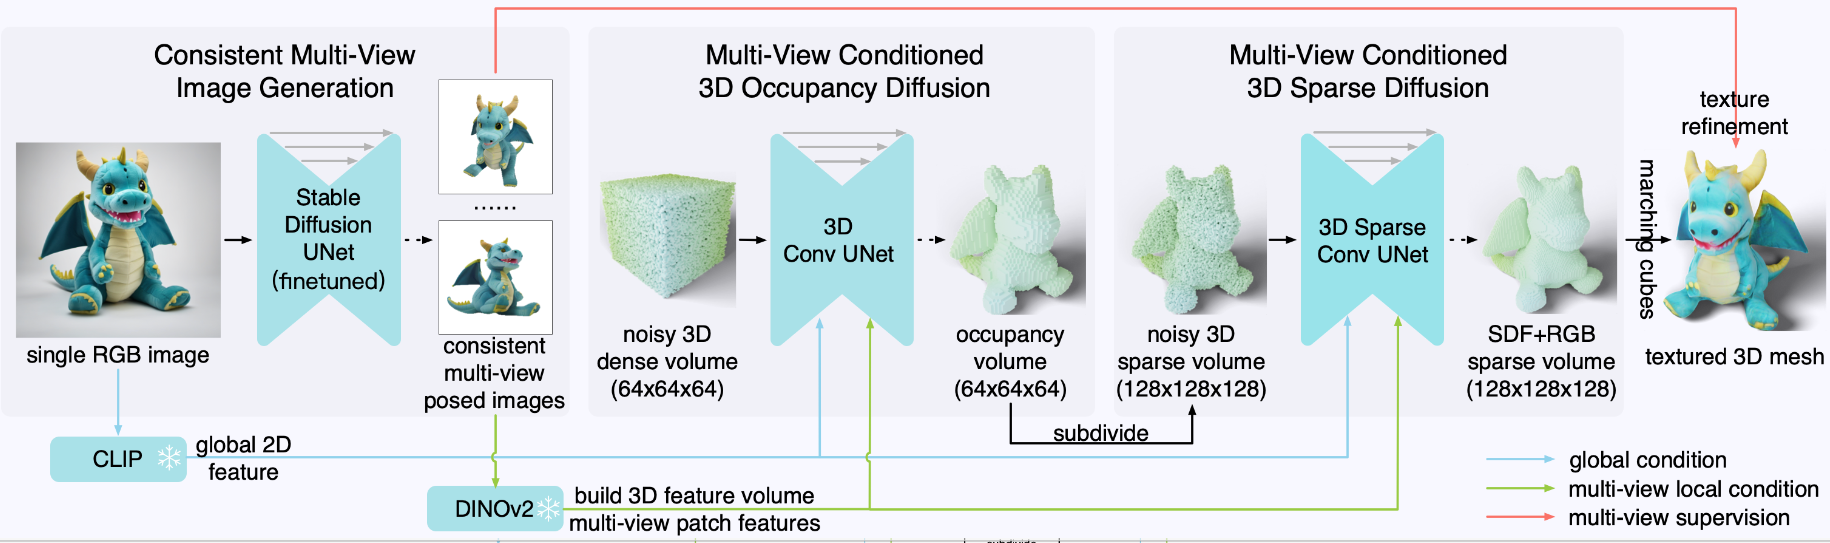 Consistent Multi-View
Image Generation
Multi-View Conditioned
3D Occupancy Diffusion
Multi-View Conditioned
3D Sparse Diffusion
texture
refinement
Stable
Diffusion
UNet
(finetuned)
......
3D
Conv UNet
3D Sparse
Conv UNet
marching cubes
single RGB image
consistent
multi-view
posed images
noisy 3D
dense volume
(64x64x64)
occupancy
volume
(64x64x64)
noisy 3D
sparse volume
(128x128x128)
SDF+RGB
sparse volume
(128x128x128)
textured 3D mesh
subdivide
CLIP
global 2D
feature
DINOv2
build 3D feature volume
multi-view patch features
global condition
multi-view local condition
multi-view supervision